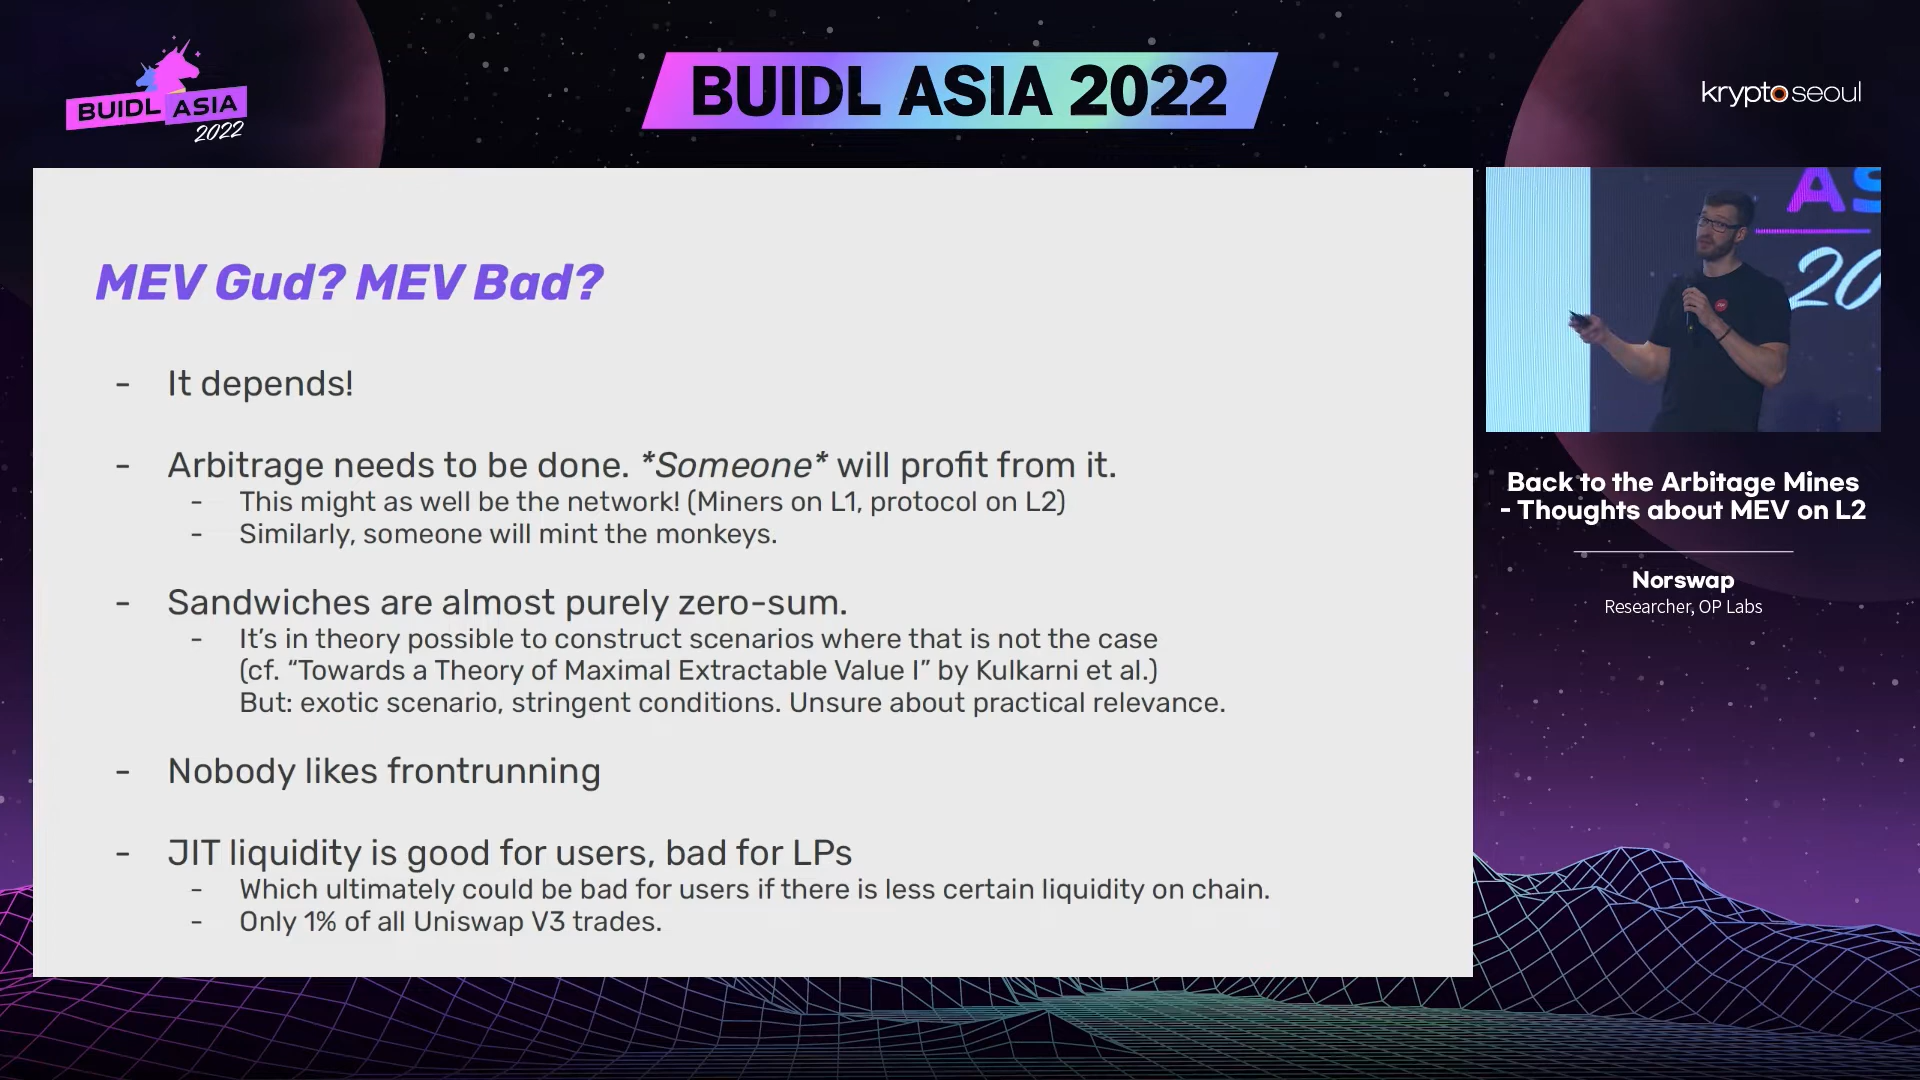 BUIDL ASIA
2022
BUIDL ASIA 2022
kryptoseoul
MEV Gud? MEV Bad?
- It depends!
- Arbitrage needs to be done. *Someone* will profit from it.
- This might as well be the network! (Miners on L1, protocol on L2)
- Similarly, someone will mint the monkeys.
- Sandwiches are almost purely zero-sum.
- It's in theory possible to construct scenarios where that is not the case
(cf. “Towards a Theory of Maximal Extractable Value I” by Kulkarni et al.)
But: exotic scenario, stringent conditions. Unsure about practical relevance.
- Nobody likes frontrunning
- JIT liquidity is good for users, bad for LPs
- Which ultimately could be bad for users if there is less certain liquidity on chain.
- Only 1% of all Uniswap V3 trades.
AS
20
Back to the Arbitage Mines
- Thoughts about MEV on L2
Norswap
Researcher, OP Labs